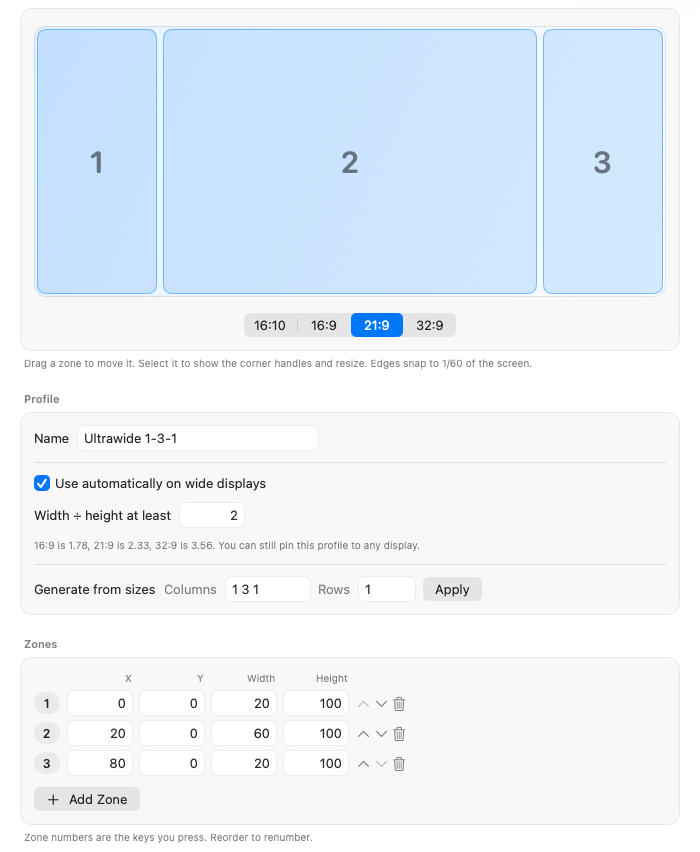 1 2 3
16:10 16:9 21:9 32:9
Drag a zone to move it. Select it to show the corner handles and resize. Edges snap to 1/60 of the screen.
Profile
Name Ultrawide 1-3-1
Use automatically on wide displays
Width ÷ height at least 2
16:9 is 1.78, 21:9 is 2.33, 32:9 is 3.56. You can still pin this profile to any display.
Generate from sizes Columns 1 3 1 Rows 1 Apply
Zones
X Y Width Height
1 0 0 20 100
2 20 0 60 100
3 80 0 20 100
+ Add Zone
Zone numbers are the keys you press. Reorder to renumber.